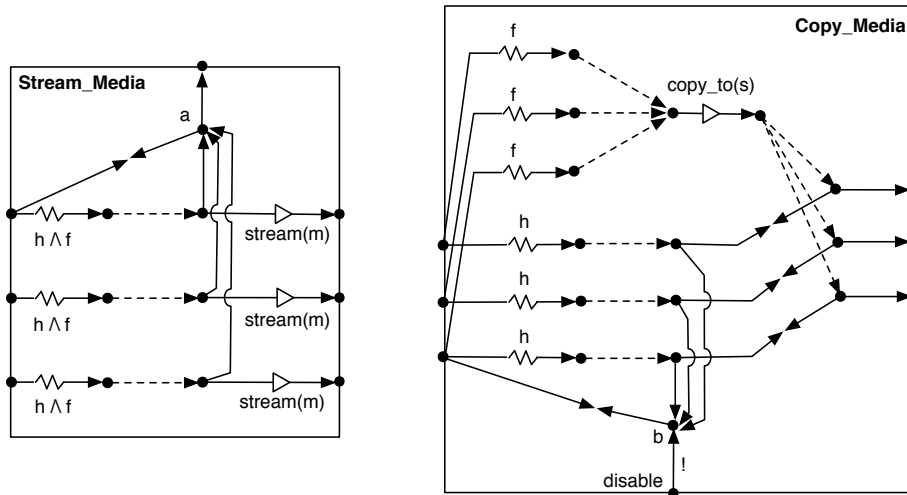 Stream_Media
a
h Λ f
stream(m)
h Λ f
stream(m)
h Λ f
stream(m)
Copy_Media
f
copy_to(s)
f
f
h
h
h
b
!
disable